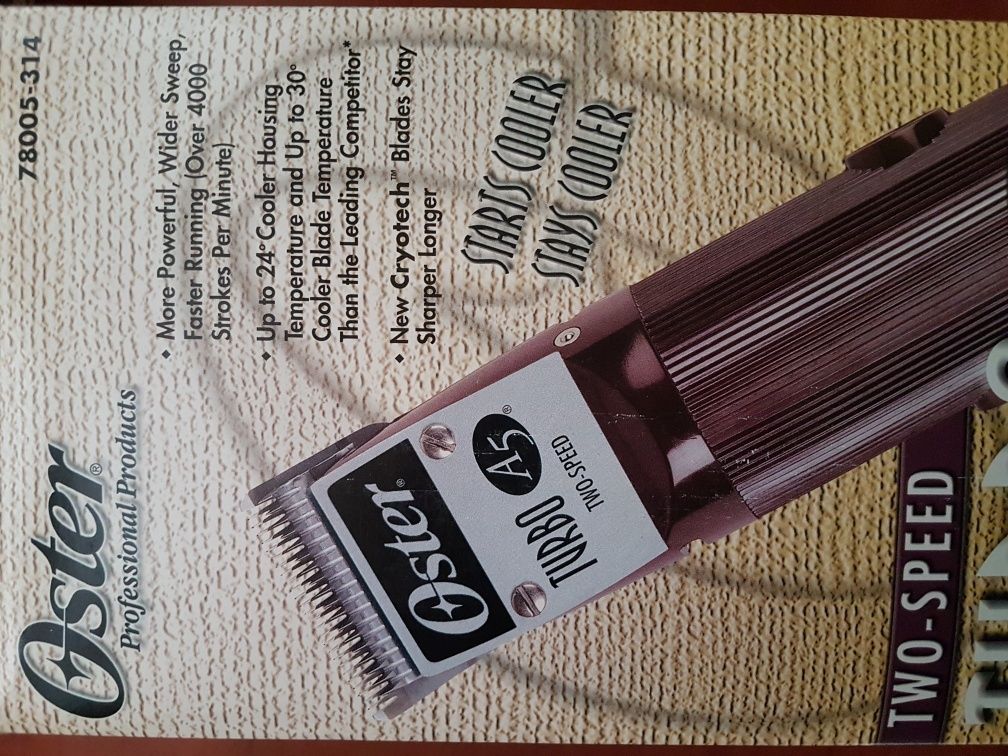 Oster®
Professional Products
78005-314
• More Powerful, Wider Sweep,
Faster Running (Over 4000
Strokes Per Minute)
• Up to 24° Cooler Housing
Temperature and Up to 30°
Cooler Blade Temperature
Than the Leading Competitor*
• New Cryotech™ Blades Stay
Sharper Longer
STARTS COOLER
STAYS COOLER
Oster®
TURBO A5®
TWO-SPEED
TWO-SPEED